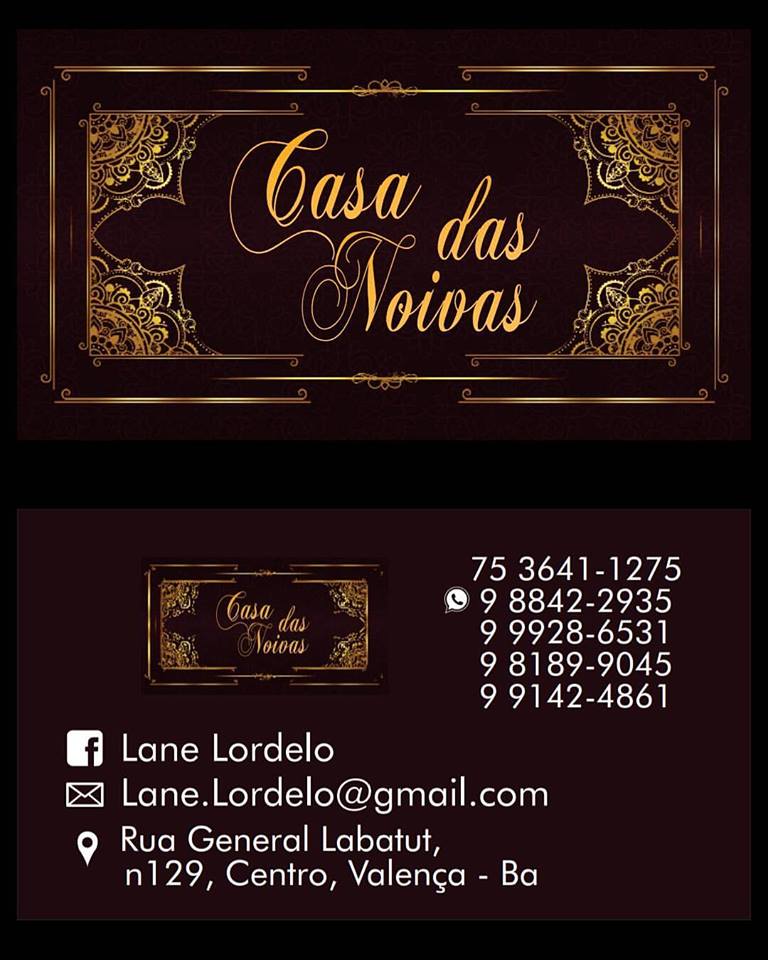 Casa das
Noivas
Casa das
Noivas
75 3641-1275
9 8842-2935
9 9928-6531
9 8189-9045
9 9142-4861
Lane Lordelo
Lane.Lordelo@gmail.com
Rua General Labatut,
n129, Centro, Valença - Ba